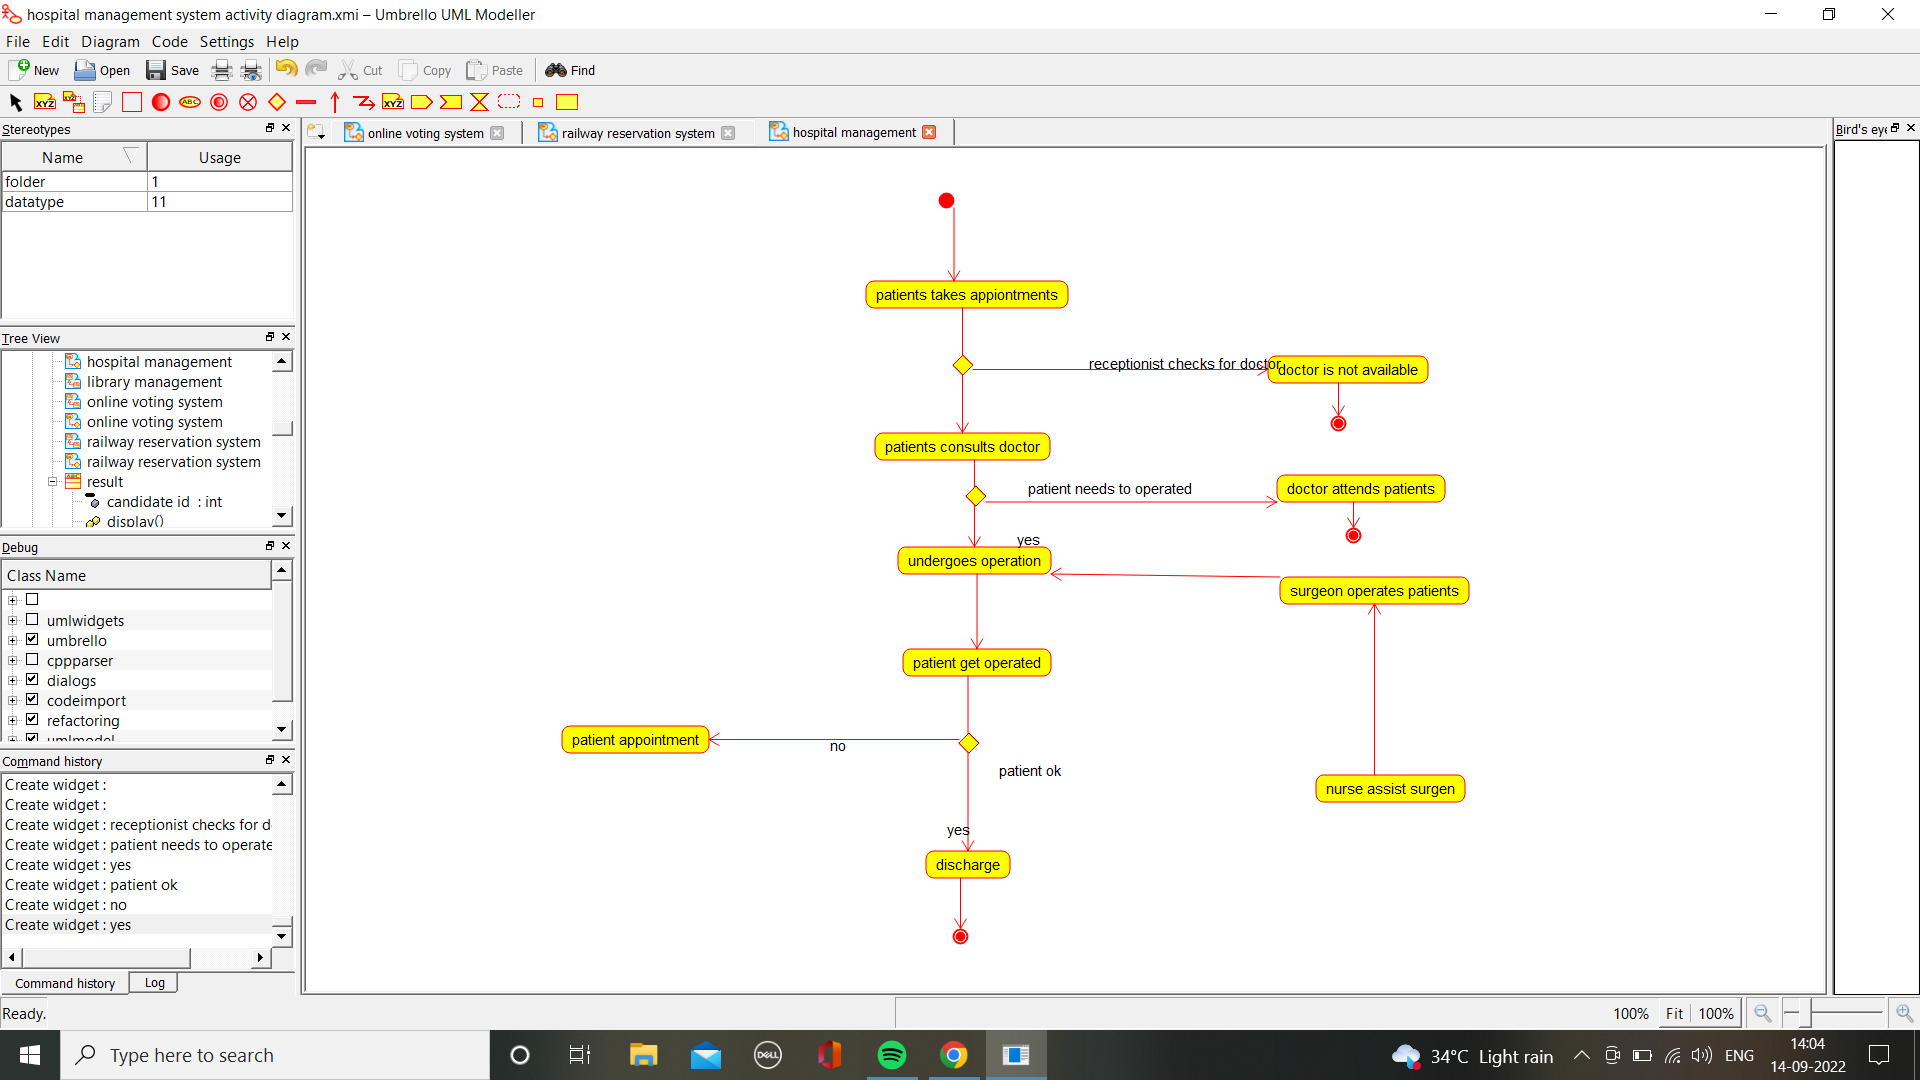 hospital management system activity diagram.xmi – Umbrello UML Modeller
File Edit Diagram Code Settings Help
New Open Save Cut Copy Paste Find
XYZ XYZ ABC XYZ
Stereotypes
Name Usage
folder 1
datatype 11
Tree View
hospital management
library management
online voting system
online voting system
railway reservation system
railway reservation system
result
candidate id : int
display()
Debug
Class Name
umlwidgets
umbrello
cppparser
dialogs
codeimport
refactoring
umlmodel
Command history
Create widget :
Create widget :
Create widget : receptionist checks for d
Create widget : patient needs to operate
Create widget : yes
Create widget : patient ok
Create widget : no
Create widget : yes
Command history Log
Ready.
online voting system railway reservation system hospital management
patients takes appiontments
receptionist checks for doctor
doctor is not available
patients consults doctor
patient needs to operated
doctor attends patients
yes
undergoes operation
surgeon operates patients
patient get operated
patient appointment
no
patient ok
nurse assist surgen
yes
discharge
Bird's eye
100% Fit 100%
Type here to search
DELL
34°C Light rain
ENG
14:04
14-09-2022